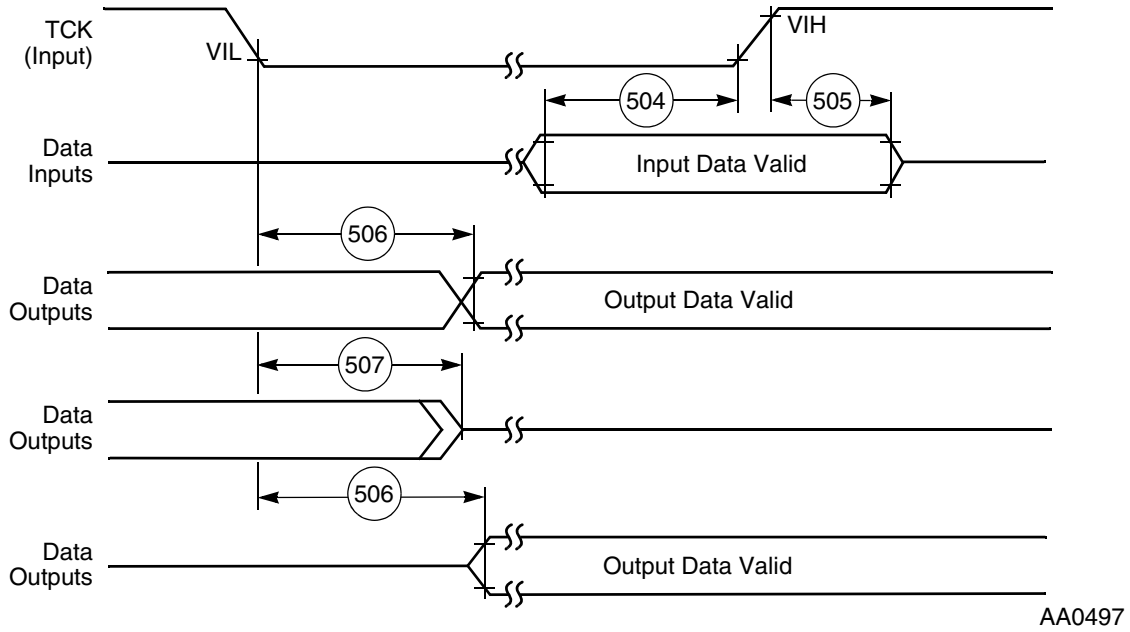 TCK
(Input)
VIL
VIH
504
505
Data
Inputs
Input Data Valid
506
Data
Outputs
Output Data Valid
507
Data
Outputs
506
Data
Outputs
Output Data Valid
AA0497